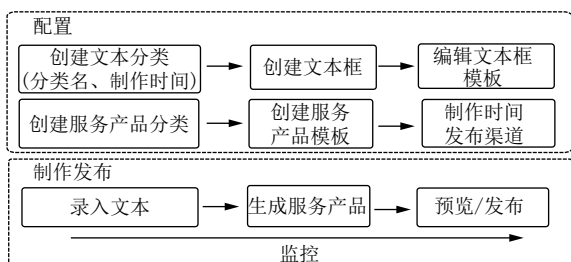 配置
创建文本分类
(分类名、制作时间)
创建文本框
编辑文本框
模板
创建服务产品分类
创建服务
产品模板
制作时间
发布渠道
制作发布
录入文本
生成服务产品
预览/发布
监控